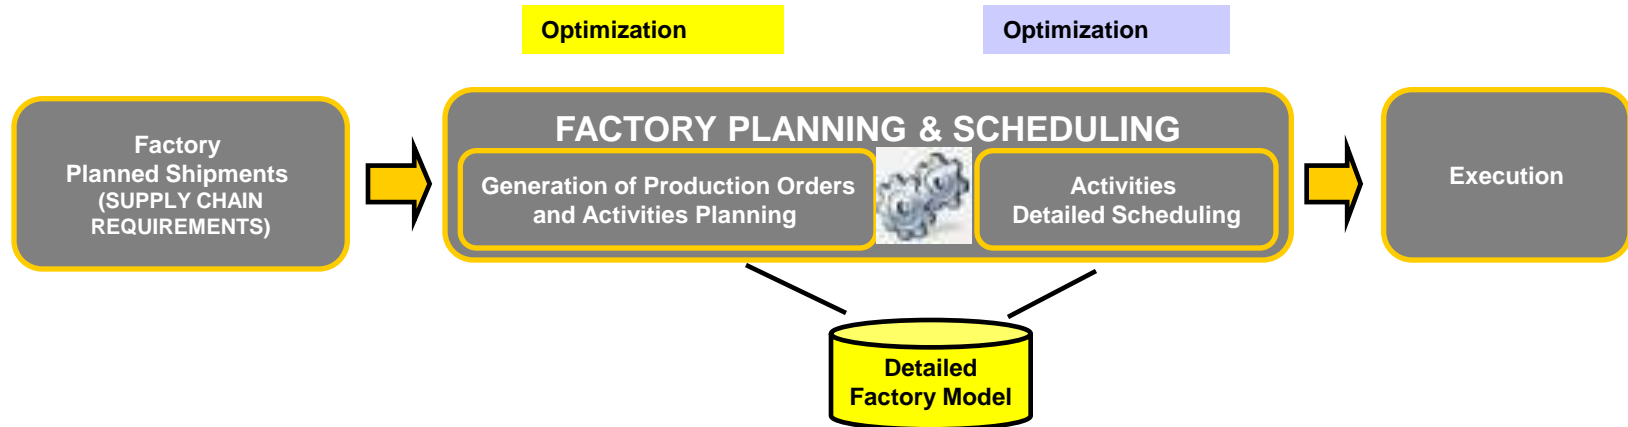 Optimization
Optimization
Factory
Planned Shipments
(SUPPLY CHAIN
REQUIREMENTS)
FACTORY PLANNING & SCHEDULING
Generation of Production Orders
and Activities Planning
Activities
Detailed Scheduling
Execution
Detailed
Factory Model